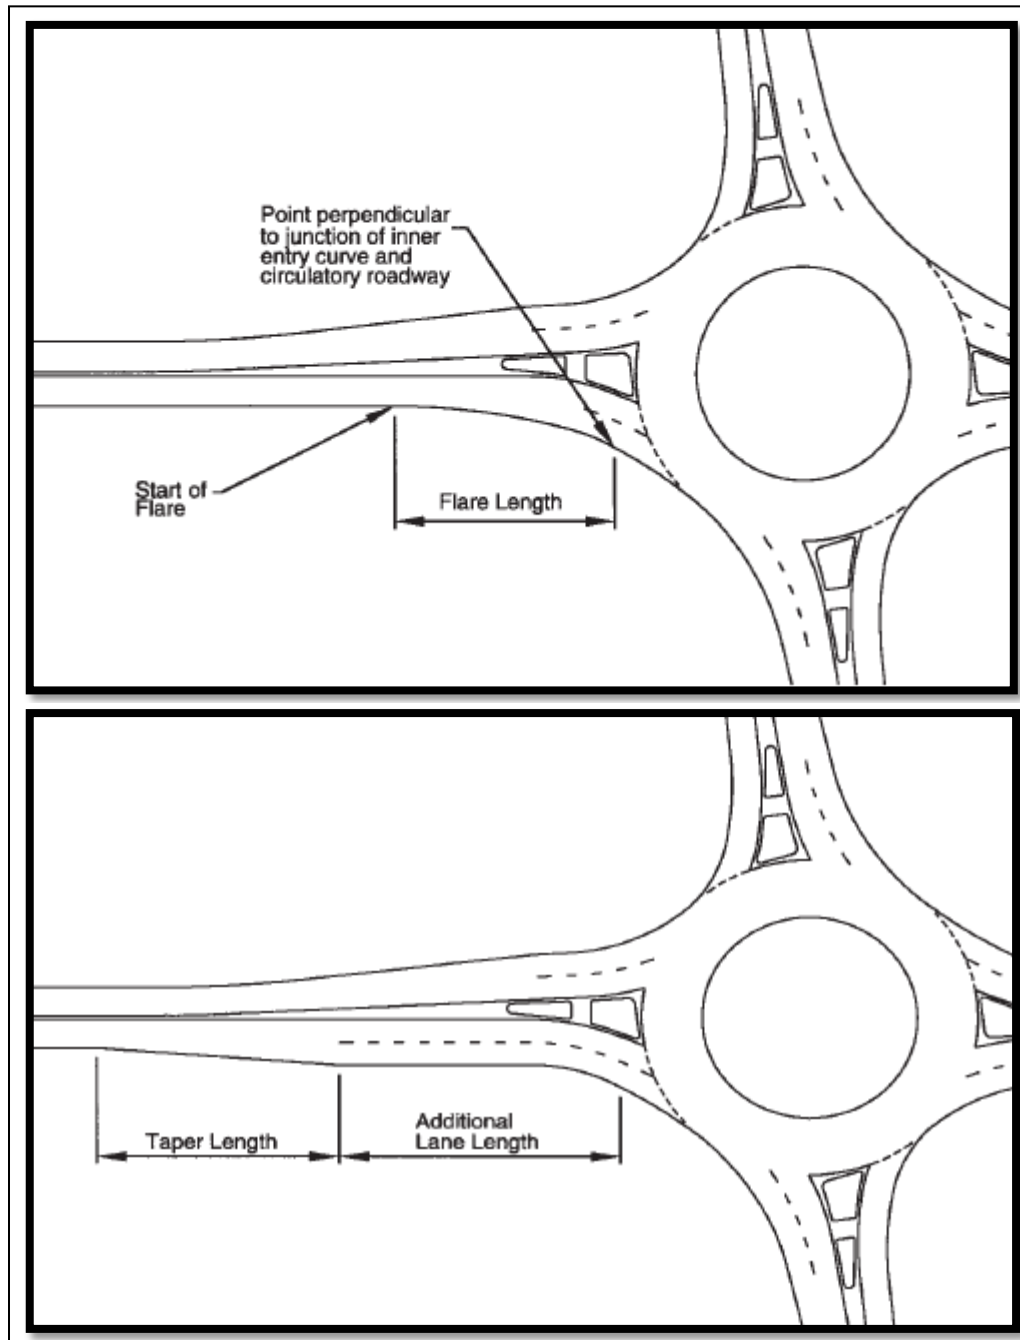 Point perpendicular
to junction of inner
entry curve and
circulatory roadway
Start of
Flare
Flare Length
Taper Length
Additional
Lane Length